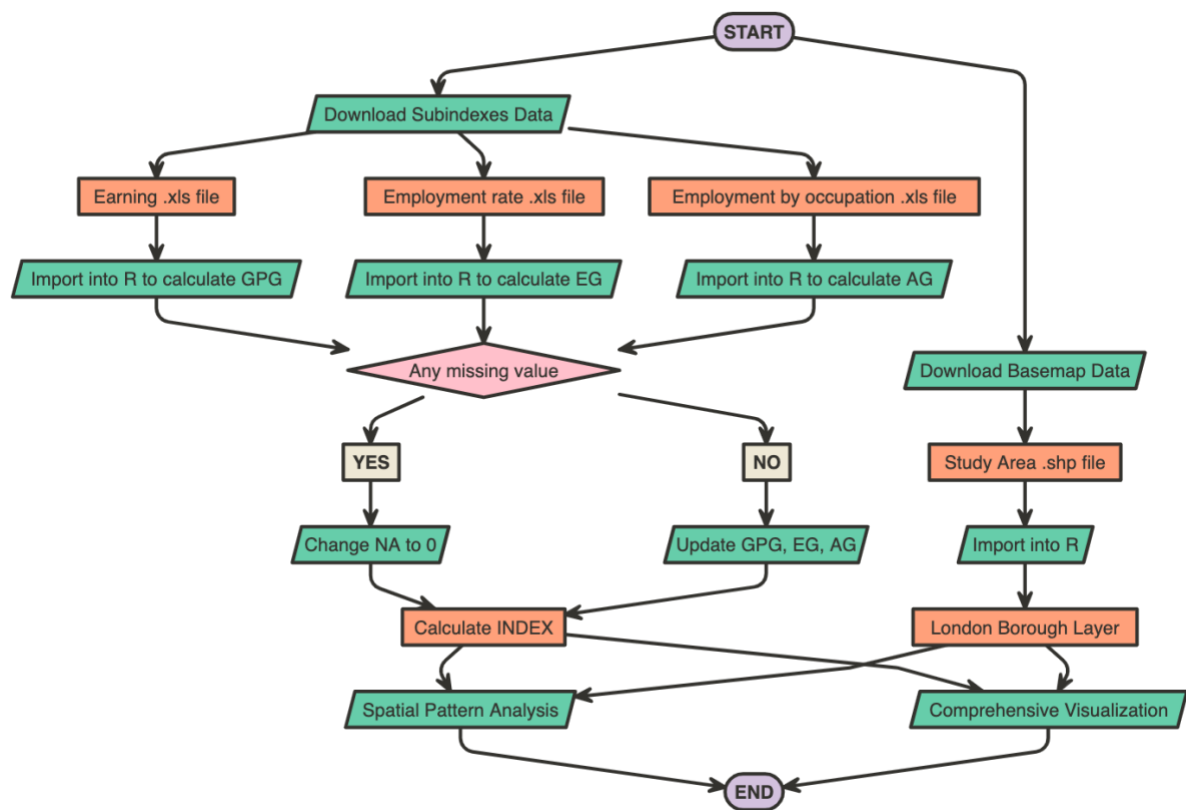 START
Download Subindexes Data
Earning .xls file
Employment rate .xls file
Employment by occupation .xls file
Import into R to calculate GPG
Import into R to calculate EG
Import into R to calculate AG
Any missing value
Download Basemap Data
YES
NO
Study Area .shp file
Change NA to 0
Update GPG, EG, AG
Import into R
Calculate INDEX
London Borough Layer
Spatial Pattern Analysis
Comprehensive Visualization
END